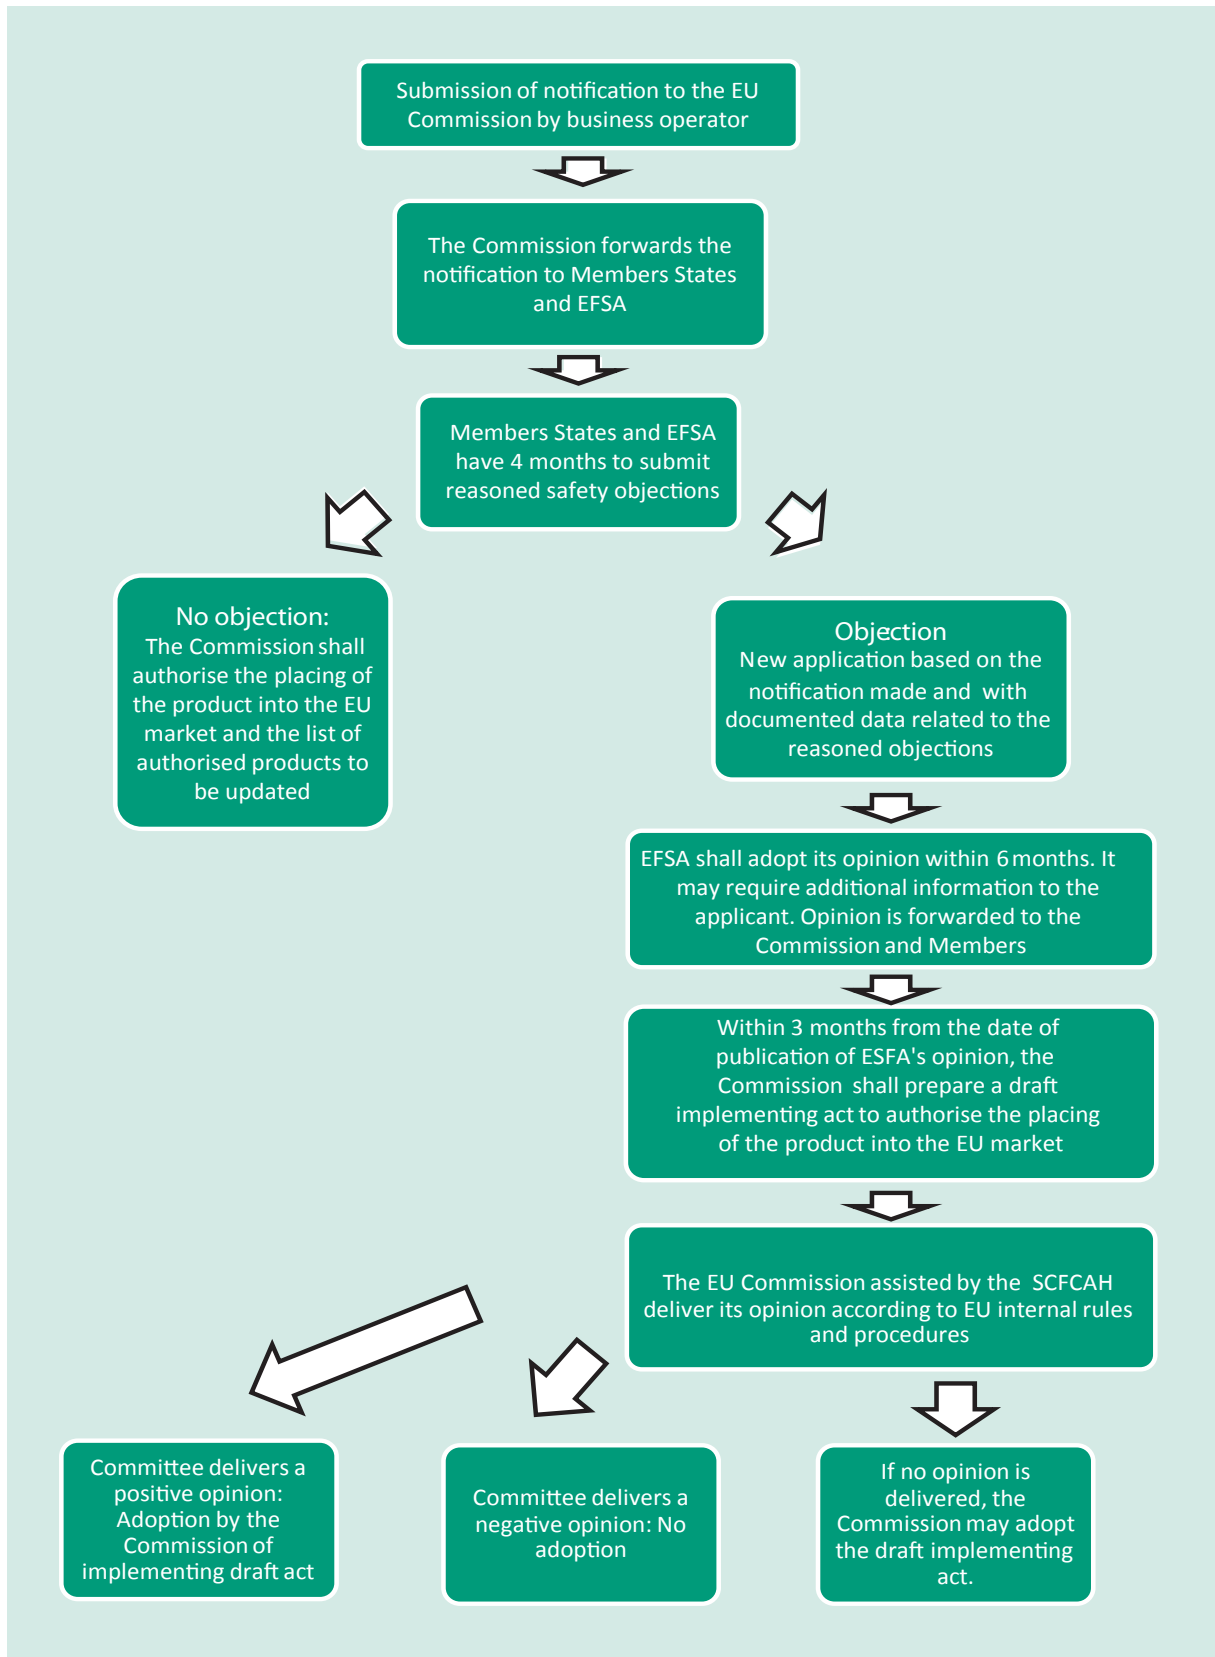 Submission of notification to the EU
Commission by business operator
The Commission forwards the
notification to Members States
and EFSA
Members States and EFSA
have 4 months to submit
reasoned safety objections
No objection:
The Commission shall
authorise the placing of
the product into the EU
market and the list of
authorised products to
be updated
Objection
New application based on the
notification made and with
documented data related to the
reasoned objections
EFSA shall adopt its opinion within 6 months. It
may require additional information to the
applicant. Opinion is forwarded to the
Commission and Members
Within 3 months from the date of
publication of ESFA's opinion, the
Commission shall prepare a draft
implementing act to authorise the placing
of the product into the EU market
The EU Commission assisted by the SCFCAH
deliver its opinion according to EU internal rules
and procedures
Committee delivers a
positive opinion:
Adoption by the
Commission of
implementing draft act
Committee delivers a
negative opinion: No
adoption
If no opinion is
delivered, the
Commission may adopt
the draft implementing
act.